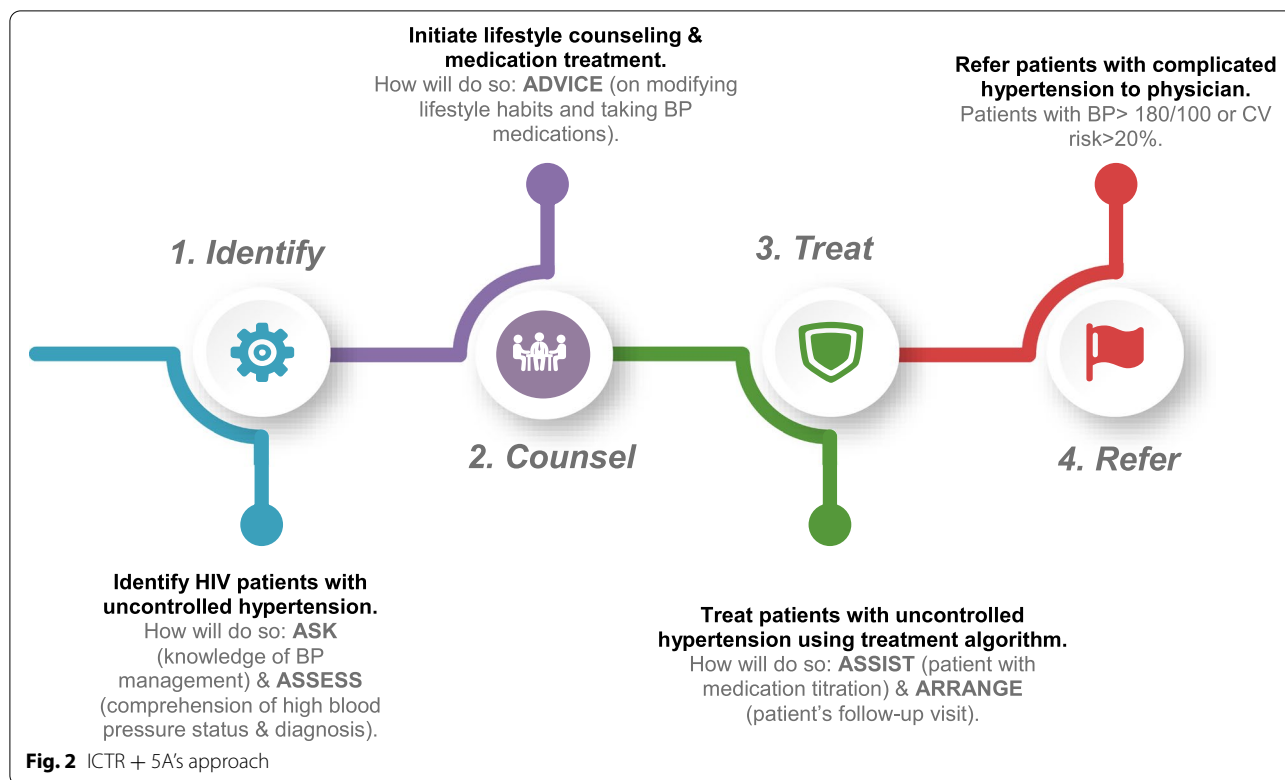 1. Identify
Identify HIV patients with
uncontrolled hypertension.
How will do so: ASK
(knowledge of BP
management) & ASSESS
(comprehension of high blood
pressure status & diagnosis).
Initiate lifestyle counseling &
medication treatment.
How will do so: ADVICE (on modifying
lifestyle habits and taking BP
medications).
2. Counsel
3. Treat
Treat patients with uncontrolled
hypertension using treatment algorithm.
How will do so: ASSIST (patient with
medication titration) & ARRANGE
(patient's follow-up visit).
Refer patients with complicated
hypertension to physician.
Patients with BP> 180/100 or CV
risk>20%.
4. Refer
Fig. 2 ICTR + 5A's approach